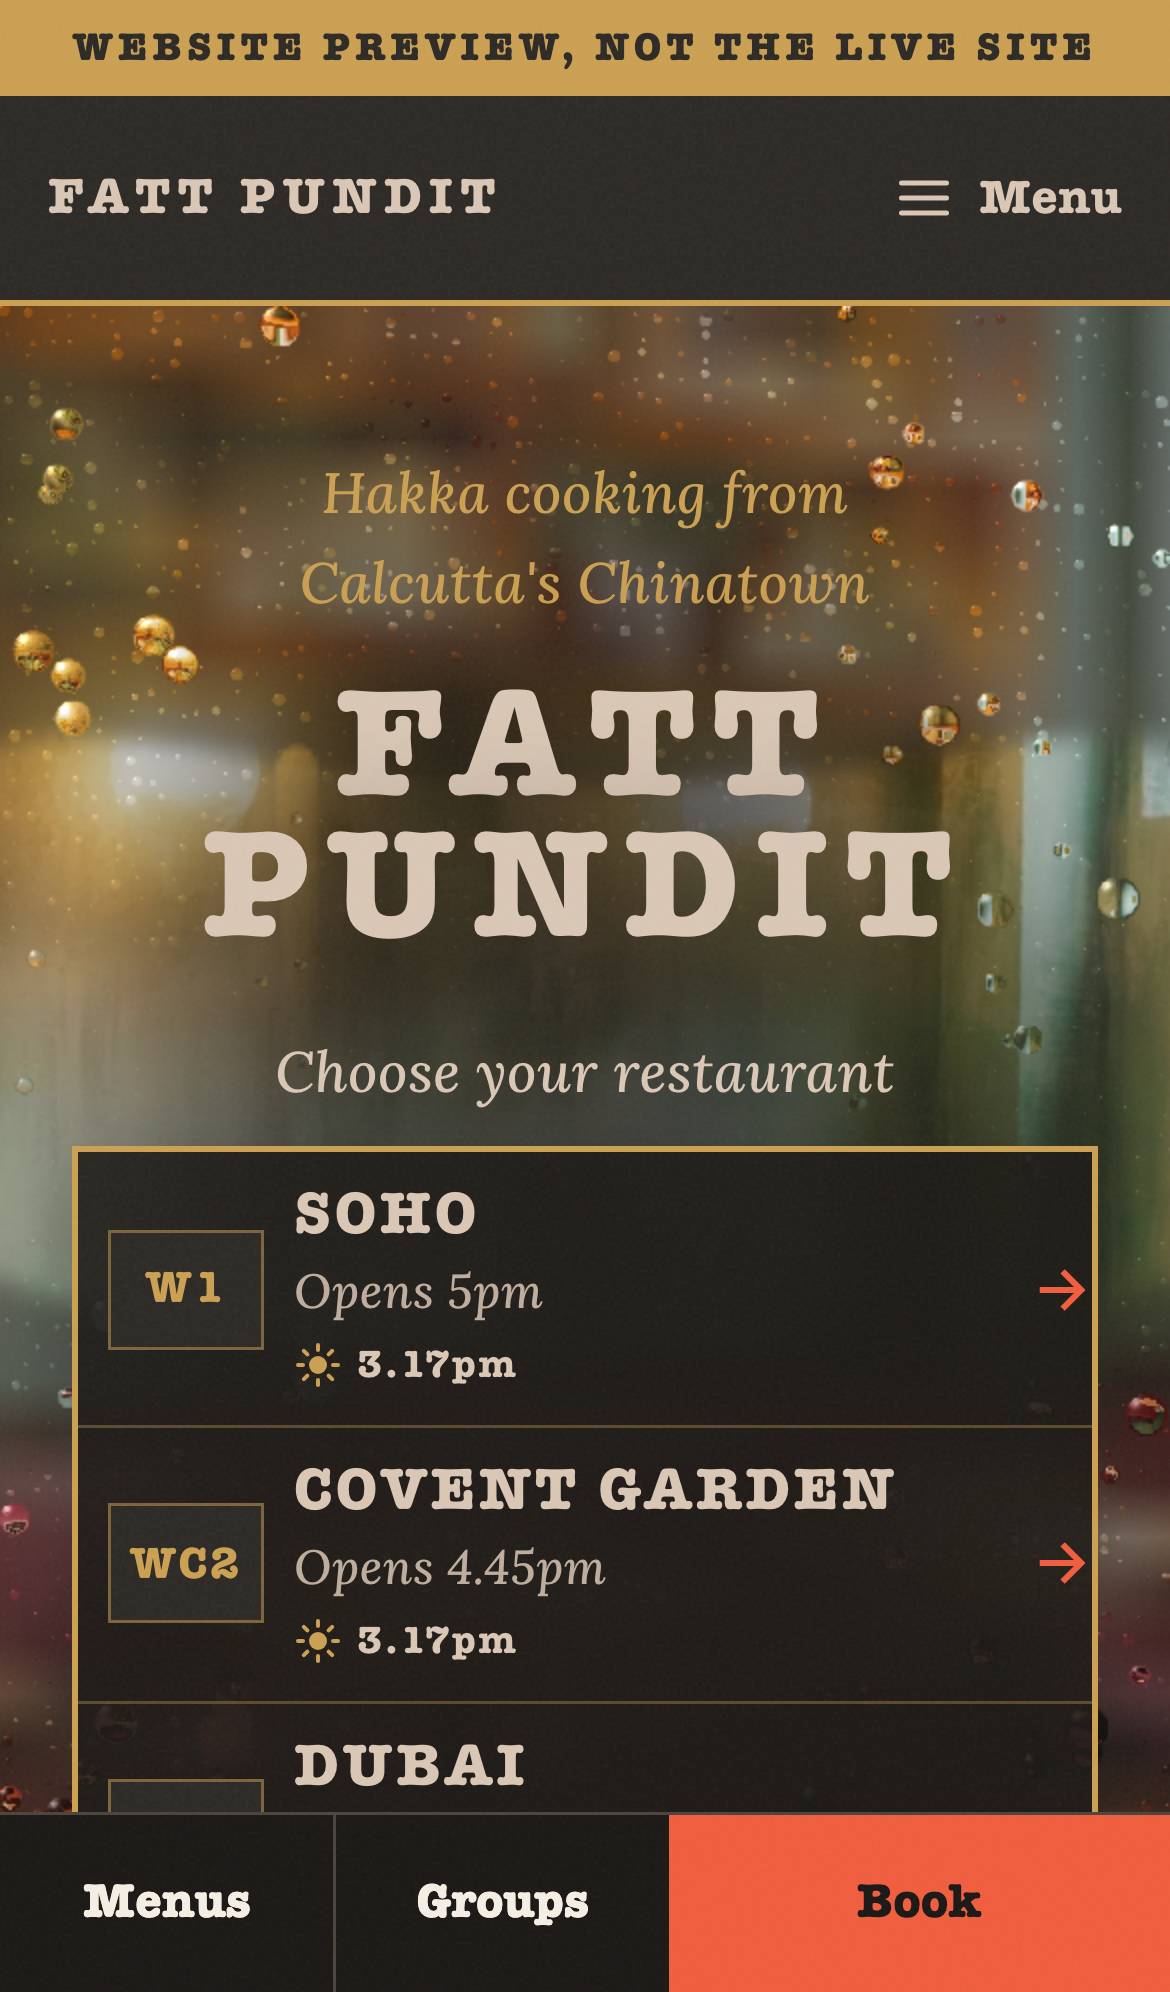 WEBSITE PREVIEW, NOT THE LIVE SITE
FATT PUNDIT
Menu
Hakka cooking from
Calcutta's Chinatown
FATT
PUNDIT
Choose your restaurant
W1
SOHO
Opens 5pm
3.17pm
WC2
COVENT GARDEN
Opens 4.45pm
3.17pm
DUBAI
Menus
Groups
Book